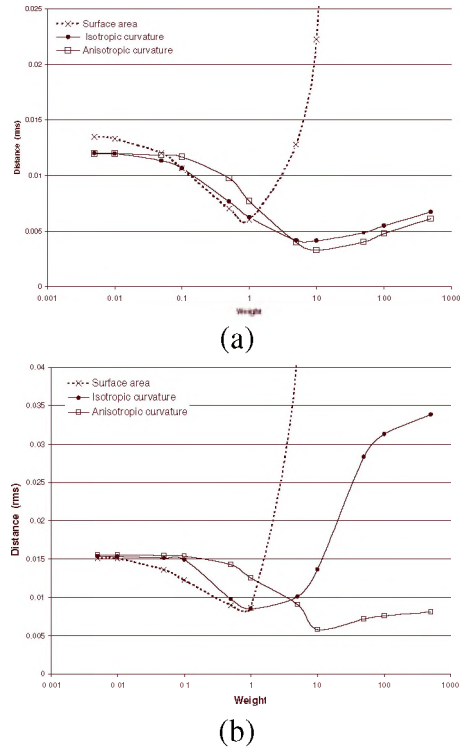 0.025
Surface area
Isotropic curvature
Anisotropic curvature
0.02
0.015
Distance (rms)
0.01
0.005
0
0.001 0.01 0.1 1 10 100 1000
Weight
(a)
0.04
Surface area
0.035
Isotropic curvature
Anisotropic curvature
0.03
0.025
Distance (rms)
0.02
0.015
0.01
0.005
0
0 001 0 01 0 1 1 10 100 1000
Weight
(b)